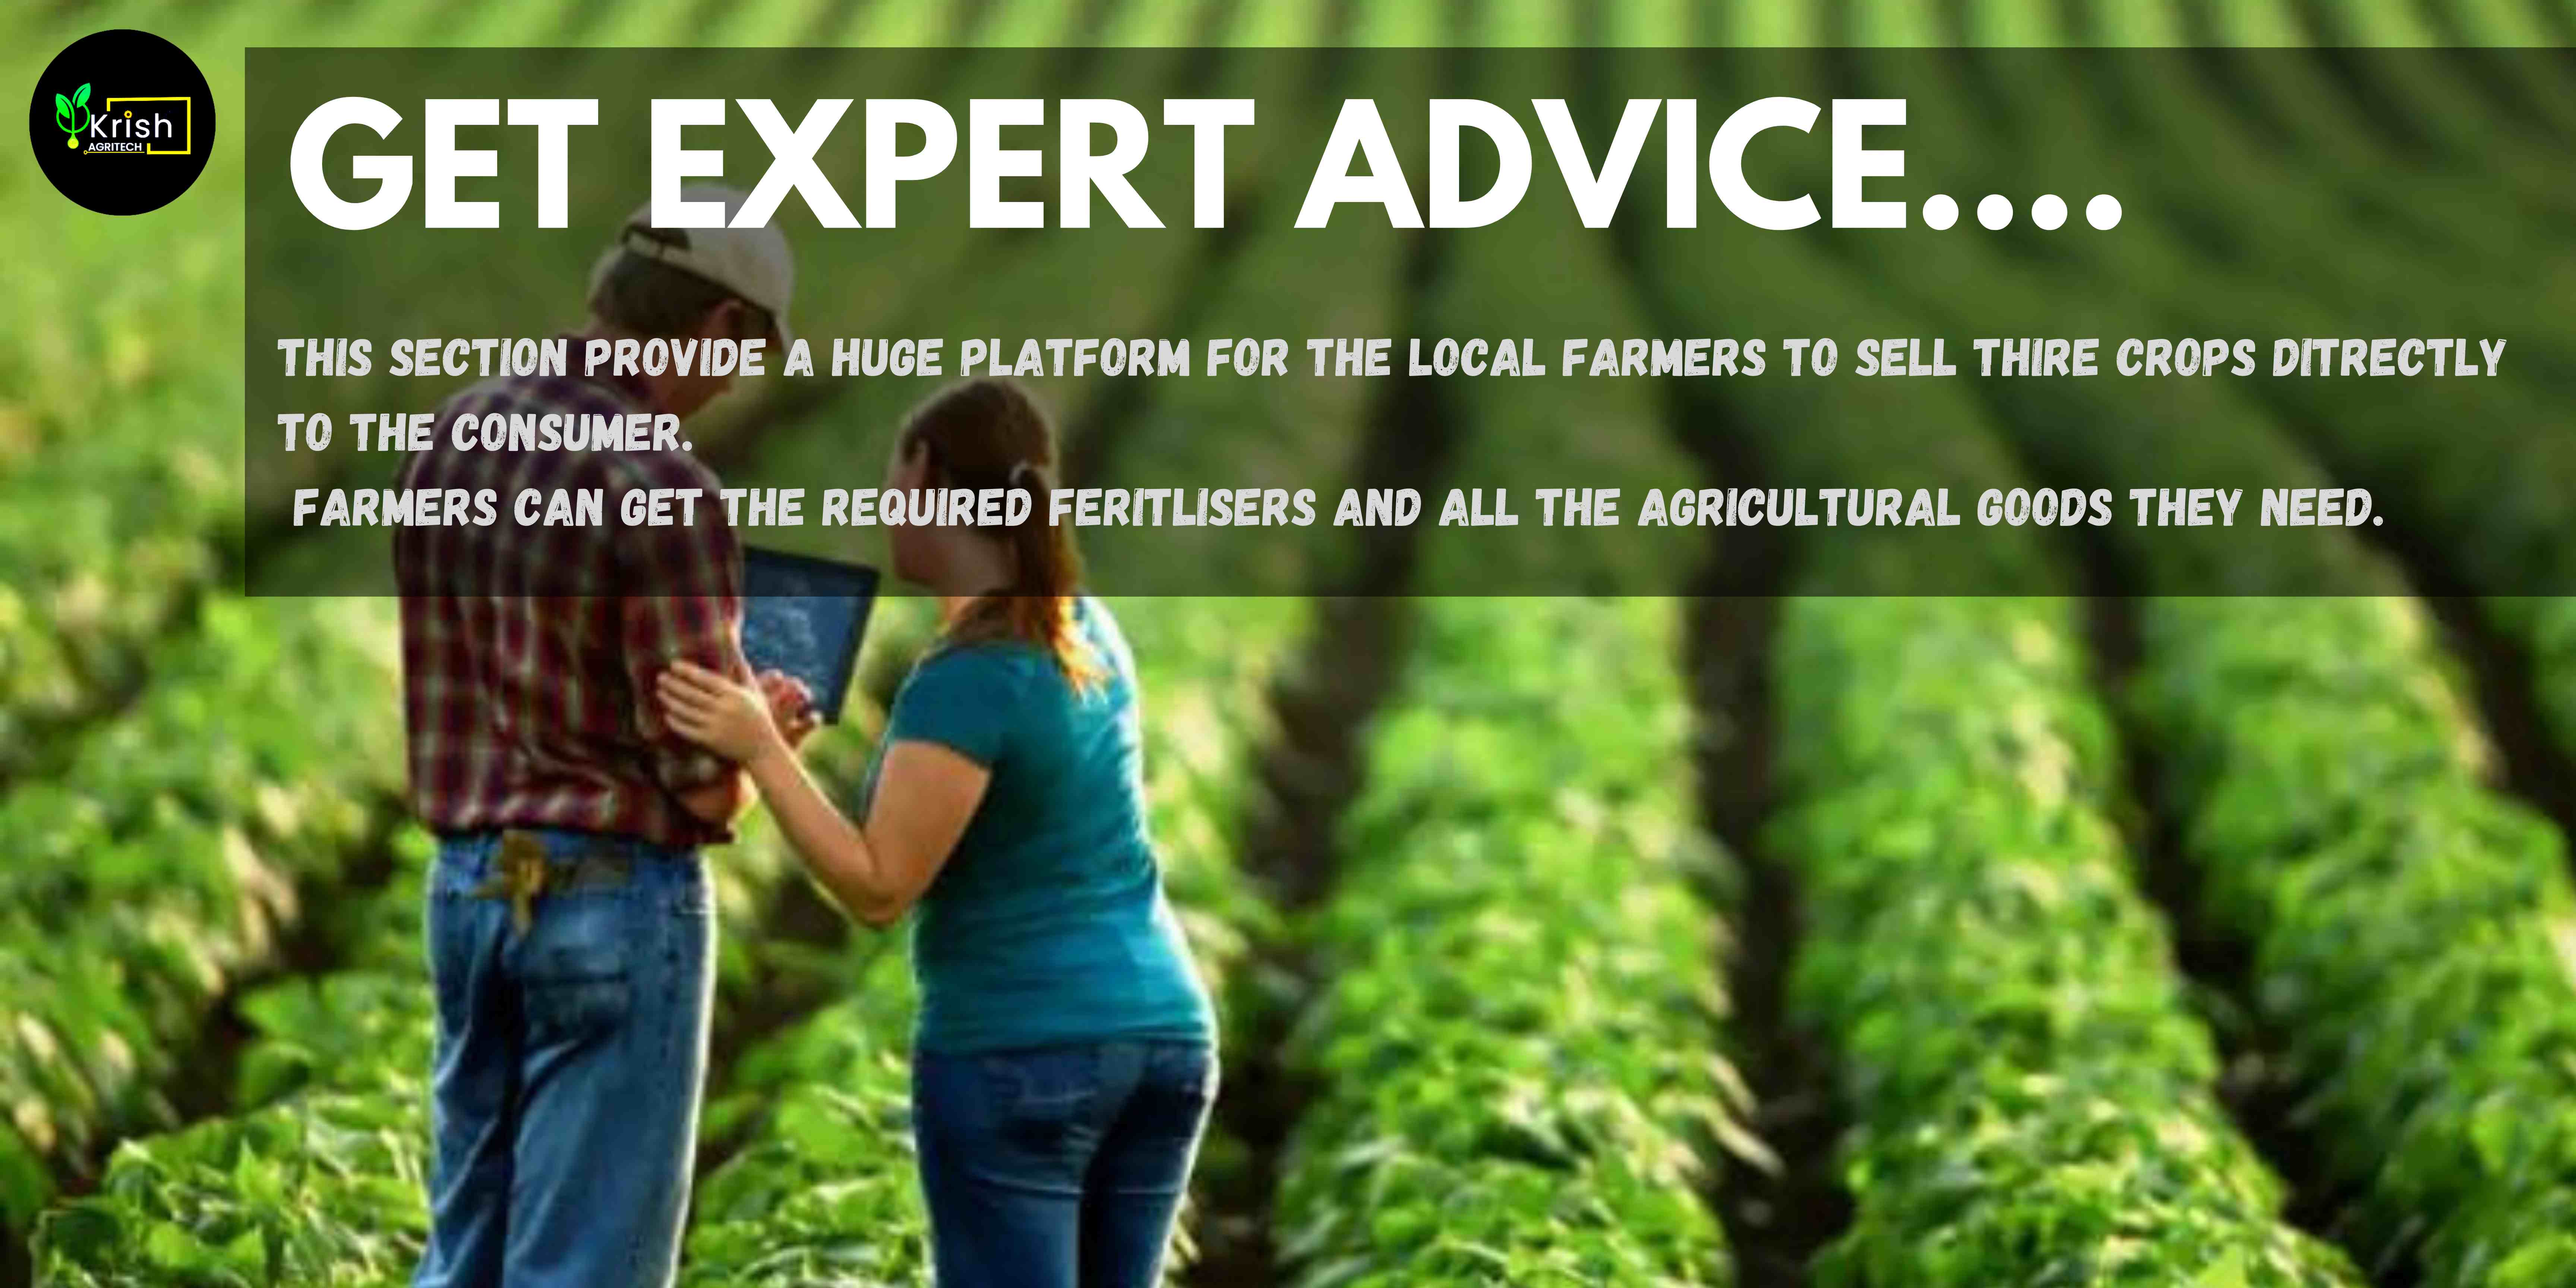 Krish
AGRITECH
GET EXPERT ADVICE....
THIS SECTION PROVIDE A HUGE PLATFORM FOR THE LOCAL FARMERS TO SELL THIRE CROPS DITRECTLY
TO THE CONSUMER.
FARMERS CAN GET THE REQUIRED FERITLISERS AND ALL THE AGRICULTURAL GOODS THEY NEED.